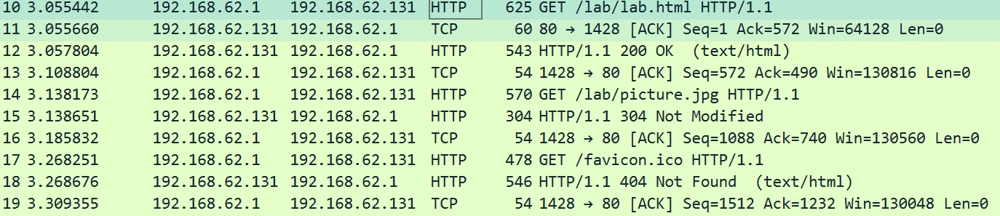 10 3.055442 192.168.62.1 192.168.62.131 HTTP 625 GET /lab/lab.html HTTP/1.1
11 3.055660 192.168.62.131 192.168.62.1 TCP 60 80 → 1428 [ACK] Seq=1 Ack=572 Win=64128 Len=0
12 3.057804 192.168.62.131 192.168.62.1 HTTP 543 HTTP/1.1 200 OK (text/html)
13 3.108804 192.168.62.1 192.168.62.131 TCP 54 1428 → 80 [ACK] Seq=572 Ack=490 Win=130816 Len=0
14 3.138173 192.168.62.1 192.168.62.131 HTTP 570 GET /lab/picture.jpg HTTP/1.1
15 3.138651 192.168.62.131 192.168.62.1 HTTP 304 HTTP/1.1 304 Not Modified
16 3.185832 192.168.62.1 192.168.62.131 TCP 54 1428 → 80 [ACK] Seq=1088 Ack=740 Win=130560 Len=0
17 3.268251 192.168.62.1 192.168.62.131 HTTP 478 GET /favicon.ico HTTP/1.1
18 3.268676 192.168.62.131 192.168.62.1 HTTP 546 HTTP/1.1 404 Not Found (text/html)
19 3.309355 192.168.62.1 192.168.62.131 TCP 54 1428 → 80 [ACK] Seq=1512 Ack=1232 Win=130048 Len=0